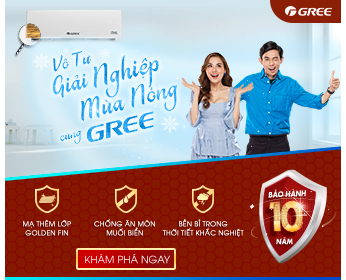 GREE
Vô Tư
Giải Nghiệp
Mùa Nóng
cùng GREE
MẠ THÊM LỚP
GOLDEN FIN
CHỐNG ĂN MÒN
MUỐI BIỂN
BỀN BỈ TRONG
THỜI TIẾT KHẮC NGHIỆT
BẢO HÀNH
10
NĂM
KHÁM PHÁ NGAY